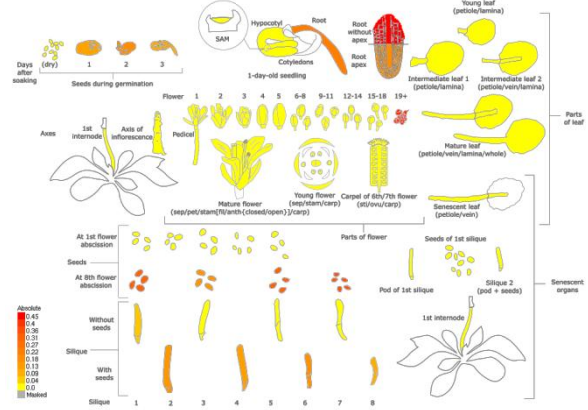 Hypocotyl
Root
SAM
Cotyledons
1-day-old seedling
Root
without
apex
Root
apex
Young leaf
(petiole/lamina)
Intermediate leaf 1
(petiole/lamina)
Intermediate leaf 2
(petiole/vein/lamina)
Mature leaf
(petiole/vein/lamina/whole)
Parts
of leaf
Days
after
soaking
(dry)
1
2
3
Seeds during germination
Flower 1 2 3 4 5 6-8 9-11 12-14 15-18 19+
Axes
1st
internode
Axis of
inflorescence
Pedical
Mature flower
(sep/pet/stam[fil/anth{closed/open}]/carp)
Young flower
(sep/stam/carp)
Carpel of 6th/7th flower
(sti/ovu/carp)
Senescent leaf
(petiole/vein)
Parts of flower
At 1st flower
abscission
Seeds
At 8th flower
abscission
Seeds of 1st silique
Pod of 1st silique
Silique 2
(pod + seeds)
Senescent
organs
1st internode
Without
seeds
Silique
With
seeds
Silique 1 2 3 4 5 6 7 8
Absolute
0.45
0.4
0.36
0.31
0.27
0.22
0.18
0.13
0.09
0.04
0.0
Masked